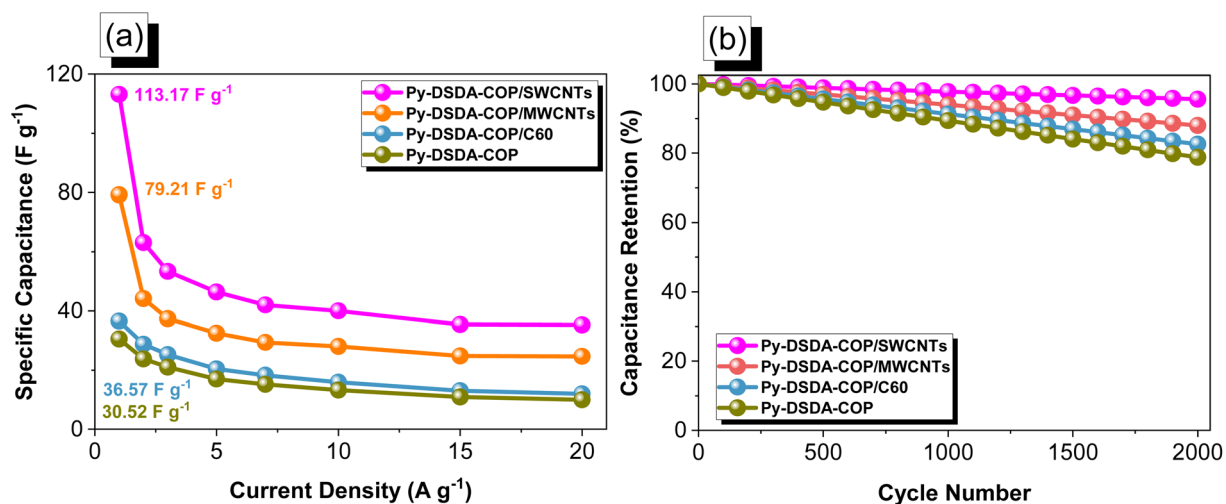 (a)
Specific Capacitance (F g⁻¹)
120
80
40
0
113.17 F g⁻¹
79.21 F g⁻¹
36.57 F g⁻¹
30.52 F g⁻¹
Py-DSDA-COP/SWCNTs
Py-DSDA-COP/MWCNTs
Py-DSDA-COP/C60
Py-DSDA-COP
0 5 10 15 20
Current Density (A g⁻¹)
(b)
Capacitance Retention (%)
100
80
60
40
20
0
Py-DSDA-COP/SWCNTs
Py-DSDA-COP/MWCNTs
Py-DSDA-COP/C60
Py-DSDA-COP
0 500 1000 1500 2000
Cycle Number